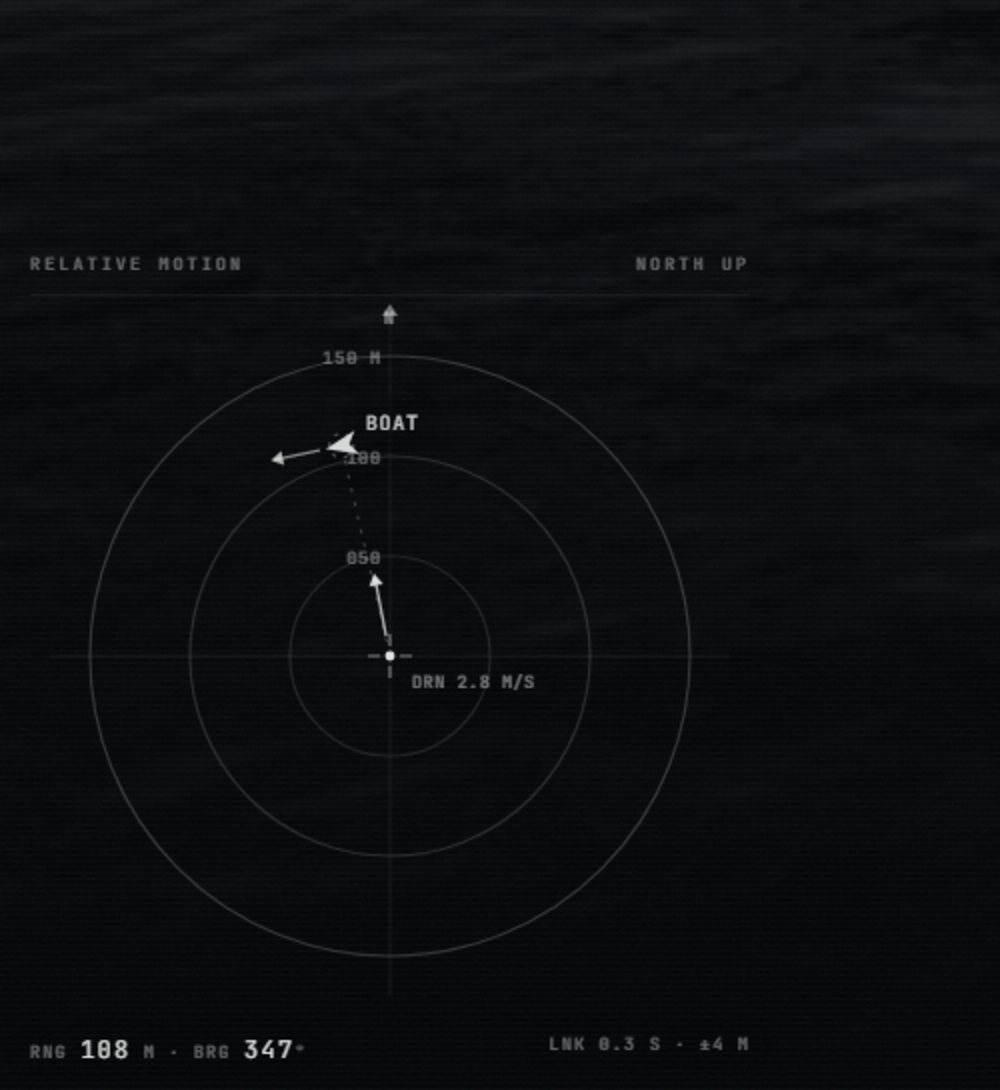 RELATIVE MOTION
NORTH UP
N
150 M
BOAT
100
050
DRN 2.8 M/S
RNG 108 M · BRG 347°
LNK 0.3 S · ±4 M